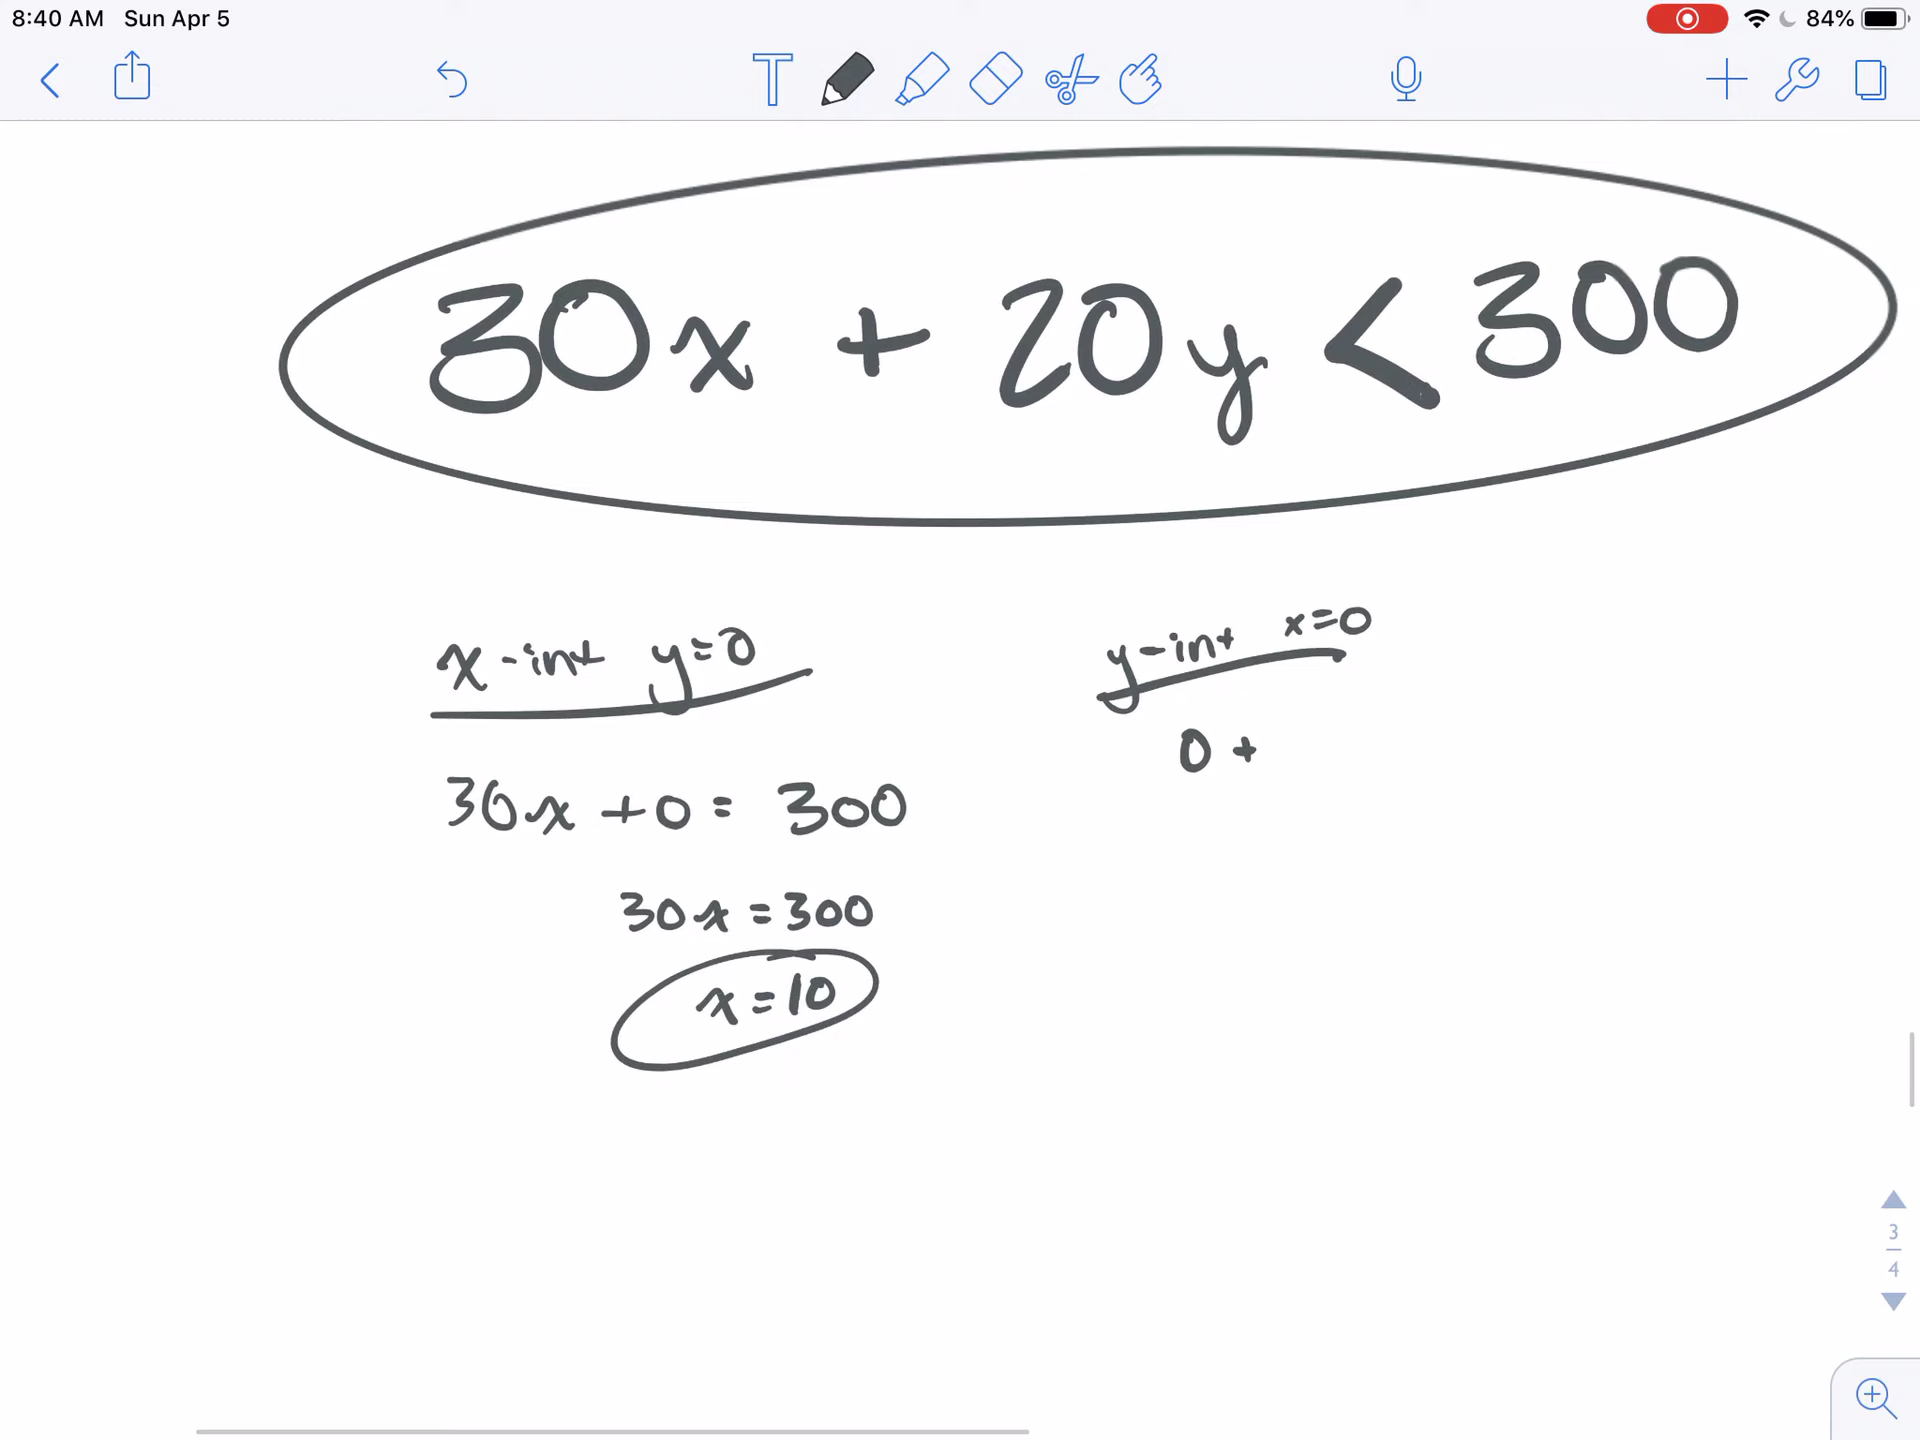 8:40 AM Sun Apr 5
84%
T
30x + 20y < 300
x-int y=0
30x + 0 = 300
30x = 300
x = 10
y-int x=0
0 +
3
4